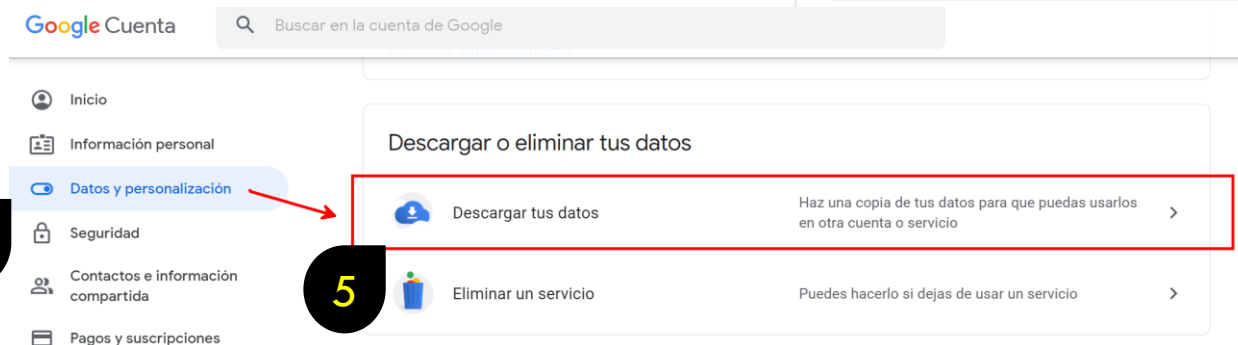 Google Cuenta
Buscar en la cuenta de Google
Inicio
Información personal
Datos y personalización
Seguridad
Contactos e información
compartida
Pagos y suscripciones
Descargar o eliminar tus datos
Descargar tus datos
Haz una copia de tus datos para que puedas usarlos
en otra cuenta o servicio
5
Eliminar un servicio
Puedes hacerlo si dejas de usar un servicio